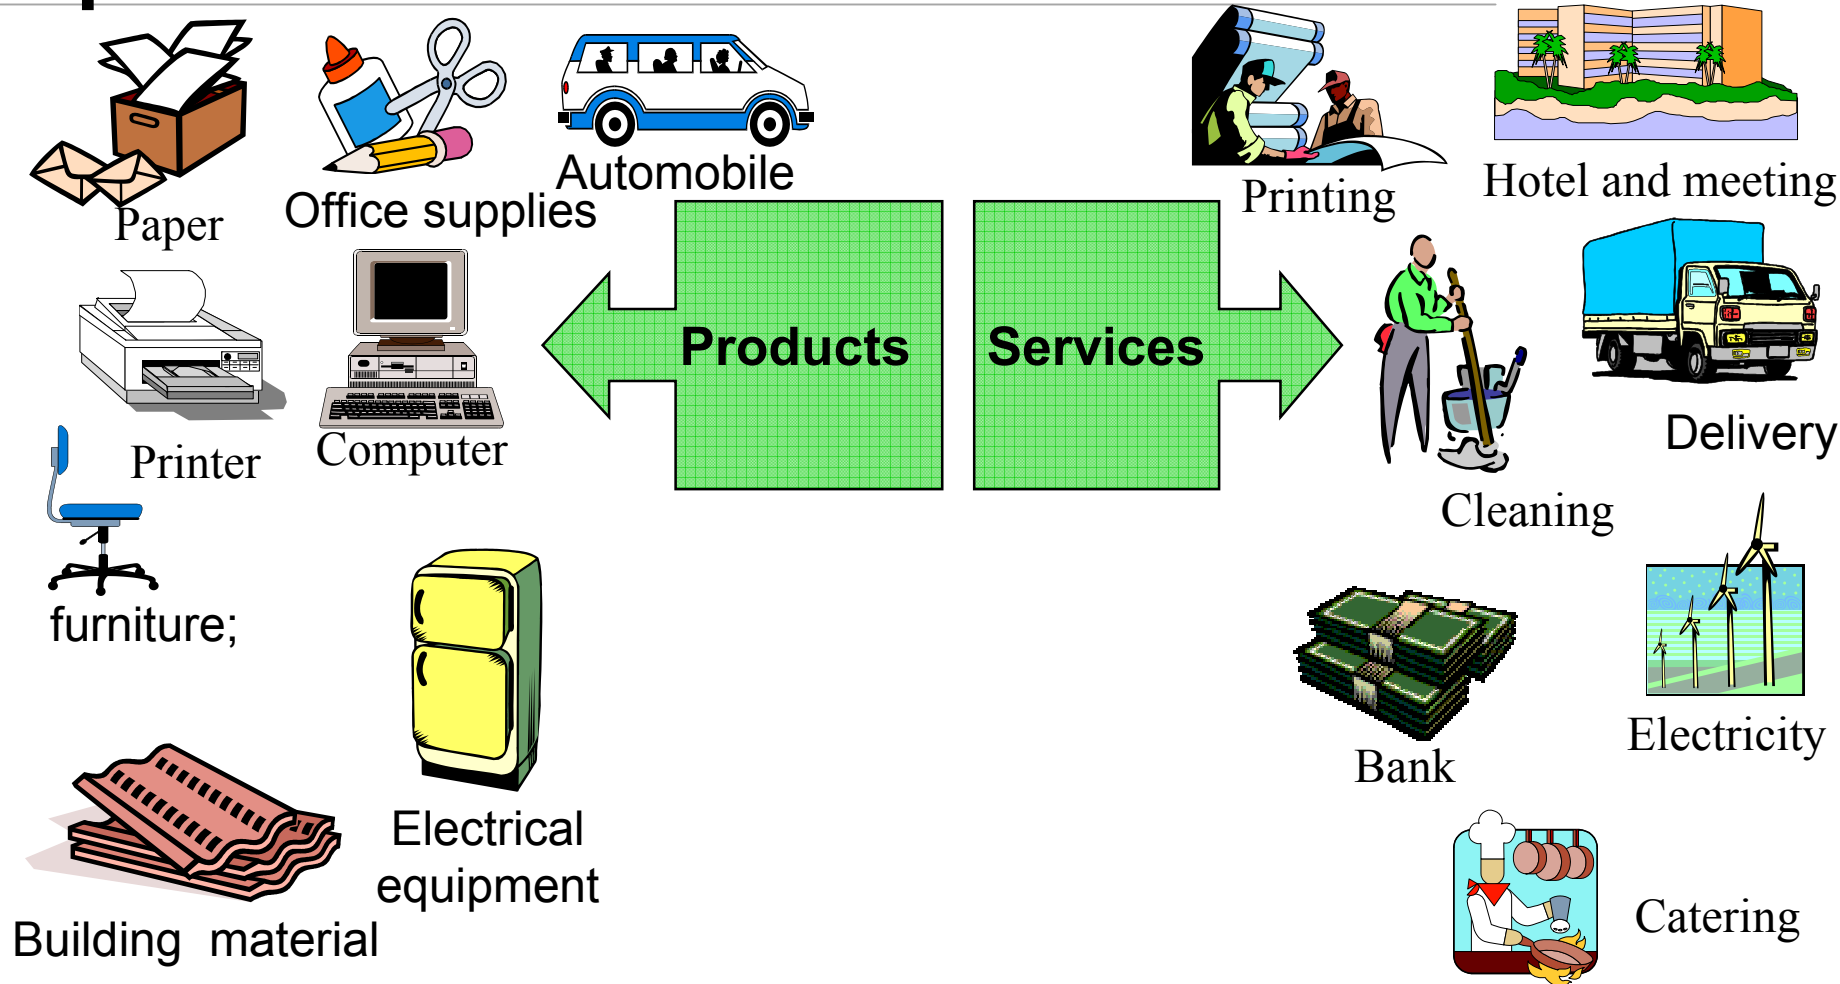 Paper
Office supplies
Automobile
Printing
Hotel and meeting
Products
Services
Printer
Computer
Delivery
Cleaning
furniture;
Electrical
equipment
Building material
Bank
Electricity
Catering